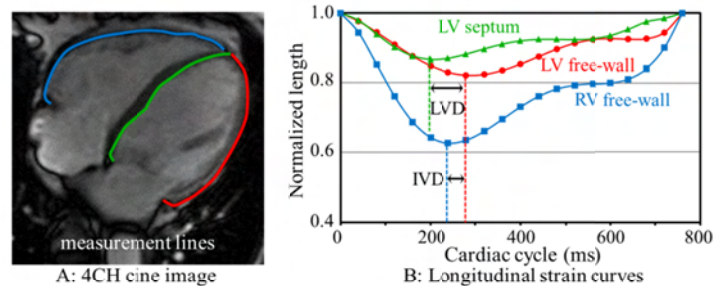 measurement lines
A: 4CH cine image
Normalized length
1.0
0.8
0.6
0.4
LV septum
LV free-wall
RV free-wall
LVD
IVD
0 200 400 600 800
Cardiac cycle (ms)
B: Longitudinal strain curves